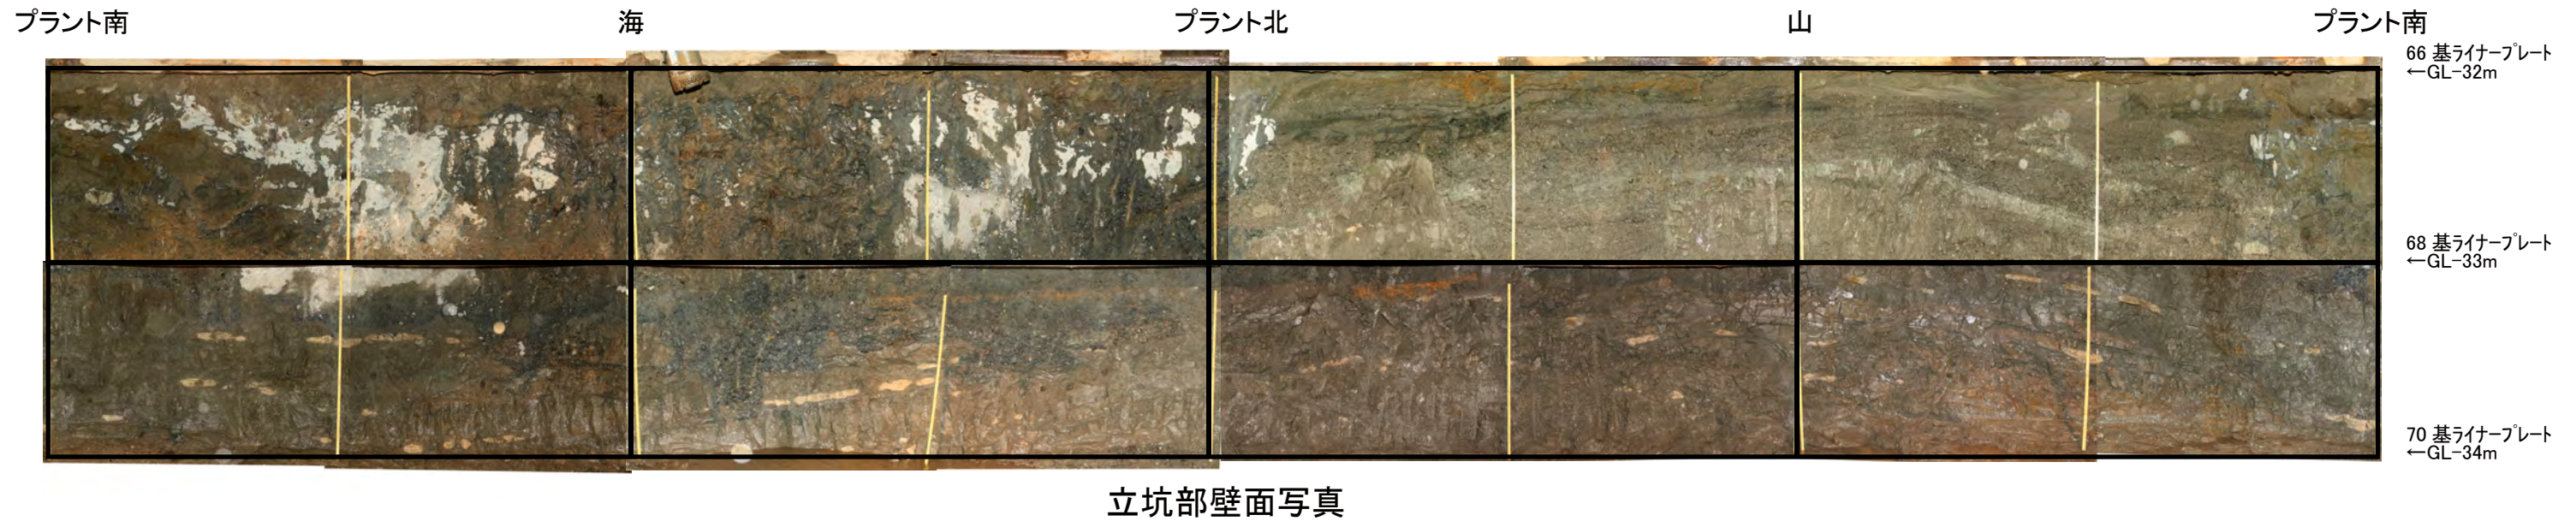 プラント南 海 プラント北 山 プラント南
66 基ライナープレート
←GL-32m
68 基ライナープレート
←GL-33m
70 基ライナープレート
←GL-34m
立坑部壁面写真